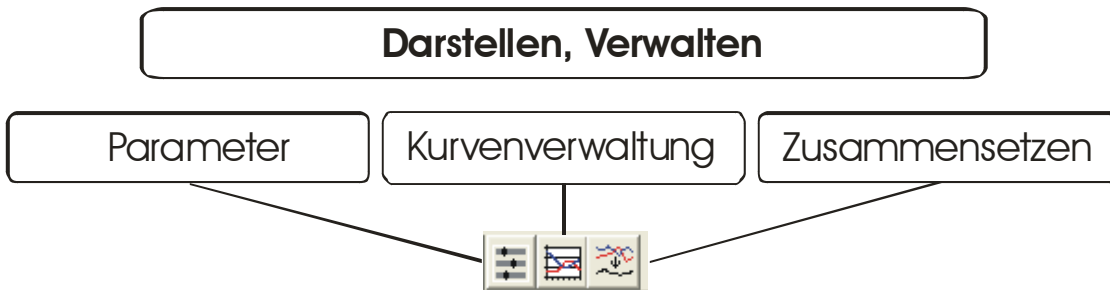 Darstellen, Verwalten
Parameter
Kurvenverwaltung
Zusammensetzen